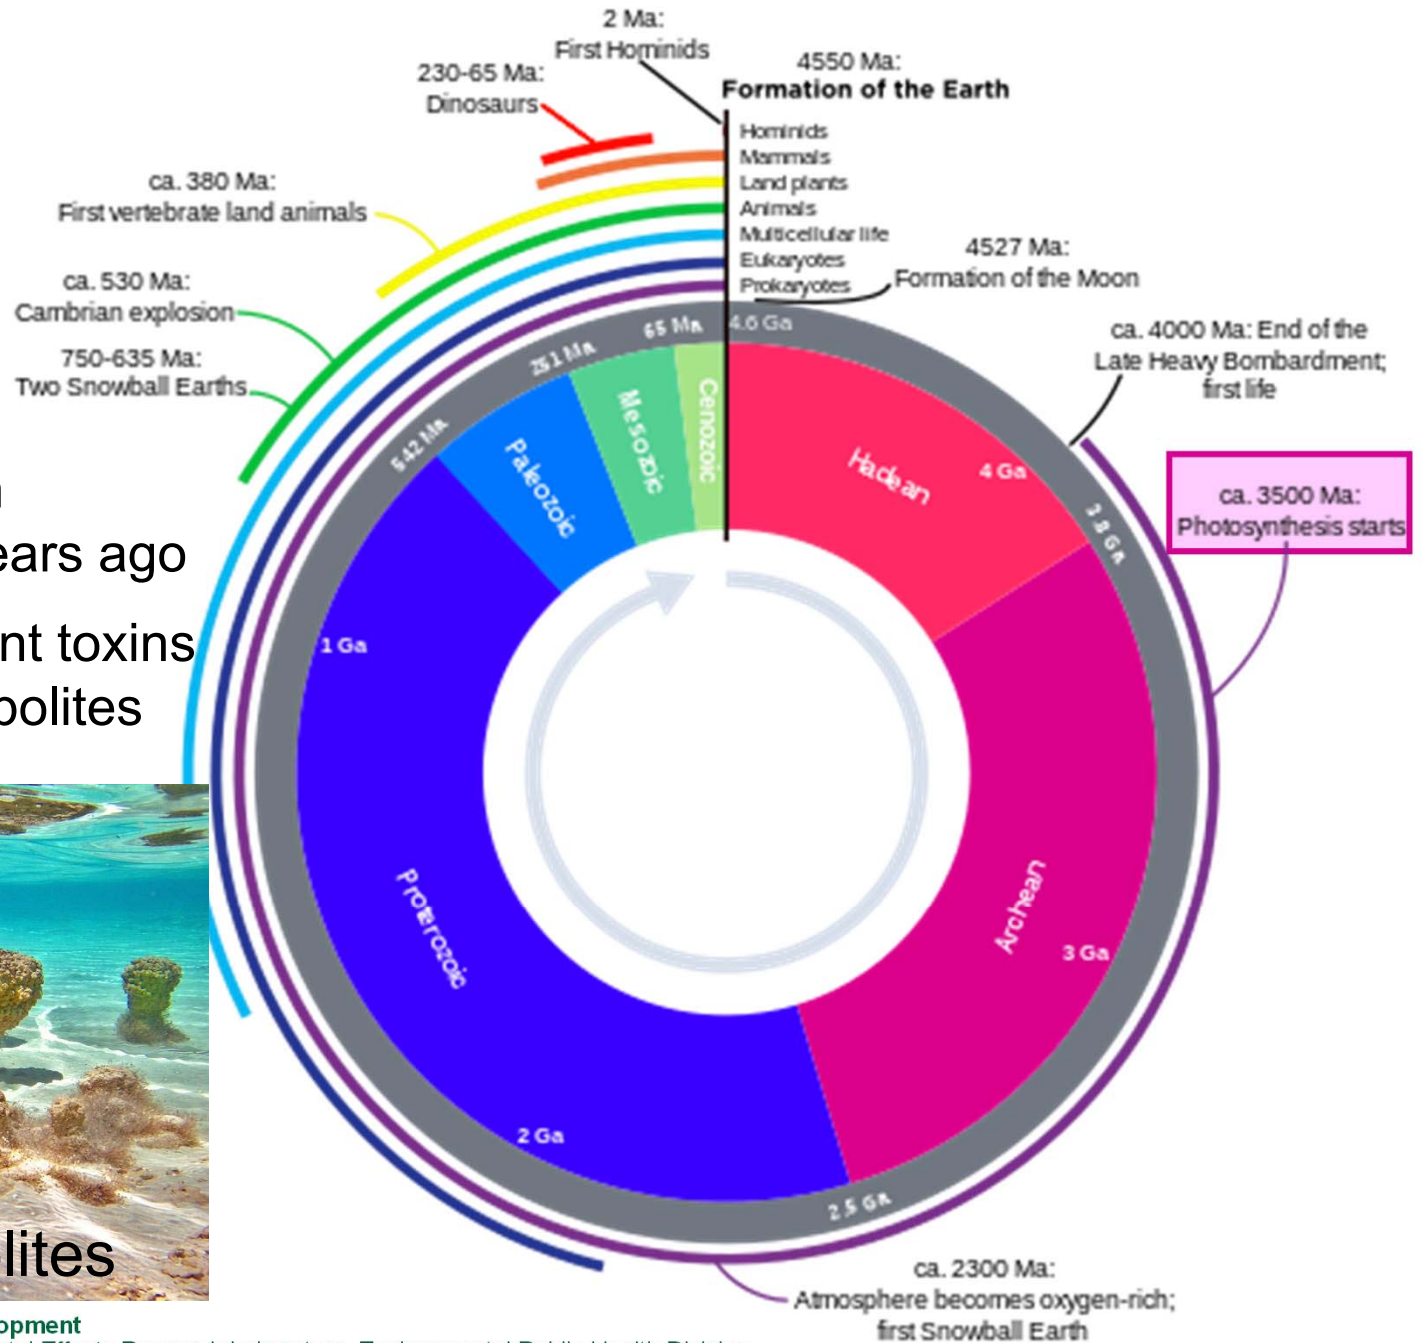 2 Ma:
First Hominids
4550 Ma:
Formation of the Earth
230-65 Ma:
Dinosaurs
Hominids
Mammals
Land plants
Animals
Multicellular life
Eukaryotes
Prokaryotes
ca. 380 Ma:
First vertebrate land animals
4527 Ma:
Formation of the Moon
ca. 530 Ma:
Cambrian explosion
750-635 Ma:
Two Snowball Earths
ca. 4000 Ma: End of the
Late Heavy Bombardment;
first life
ca. 3500 Ma:
Photosynthesis starts
4.6 Ga
65 Ma
251 Ma
542 Ma
Cenozoic
Mesozoic
Paleozoic
Hadean
4 Ga
3.8 Ga
ears ago
nt toxins
olites
1 Ga
Proterozoic
Archean
3 Ga
2 Ga
2.5 Ga
lites
ca. 2300 Ma:
Atmosphere becomes oxygen-rich;
first Snowball Earth
opment